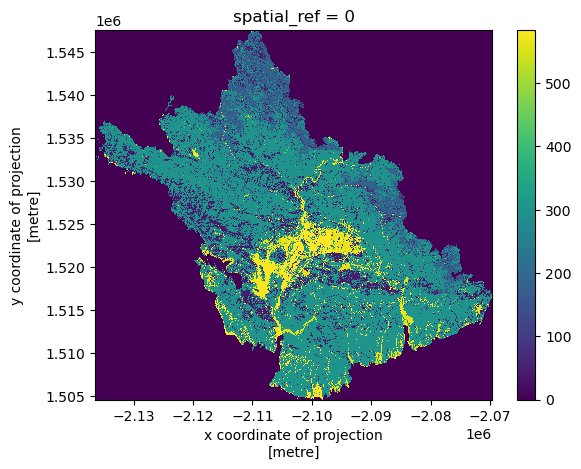 spatial_ref = 0
1e6
1.545
1.540
1.535
1.530
1.525
1.520
1.515
1.510
1.505
y coordinate of projection
[metre]
−2.13 −2.12 −2.11 −2.10 −2.09 −2.08 −2.07
1e6
x coordinate of projection
[metre]
500
400
300
200
100
0